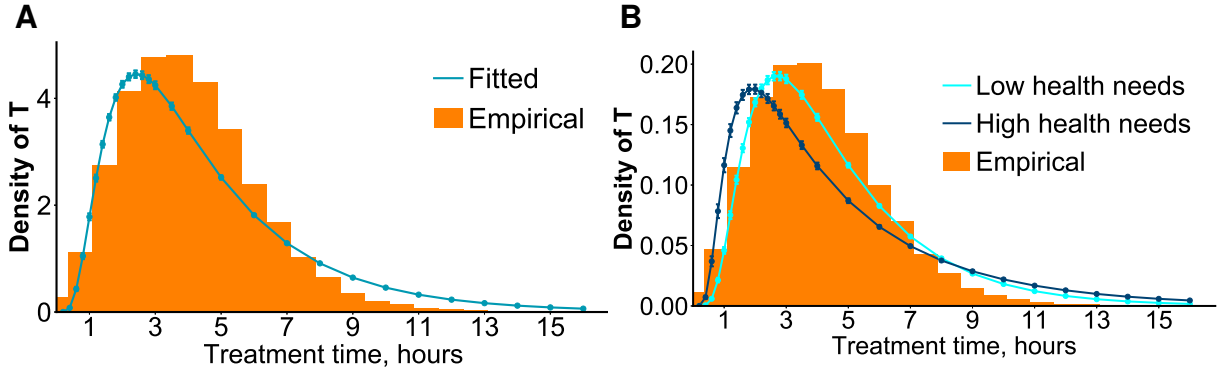 A
Density of T
4
2
0
Fitted
Empirical
1 3 5 7 9 11 13 15
Treatment time, hours
B
Density of T
0.20
0.15
0.10
0.05
0.00
Low health needs
High health needs
Empirical
1 3 5 7 9 11 13 15
Treatment time, hours